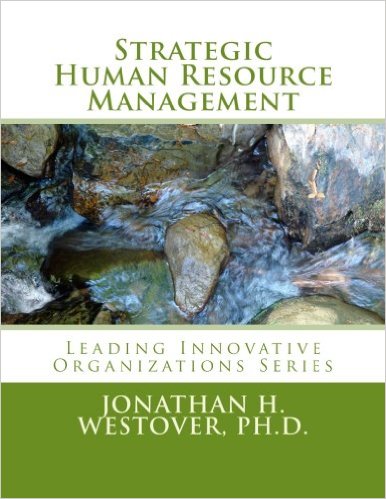 Strategic
Human Resource
Management
Leading Innovative
Organizations Series
JONATHAN H.
WESTOVER, PH.D.